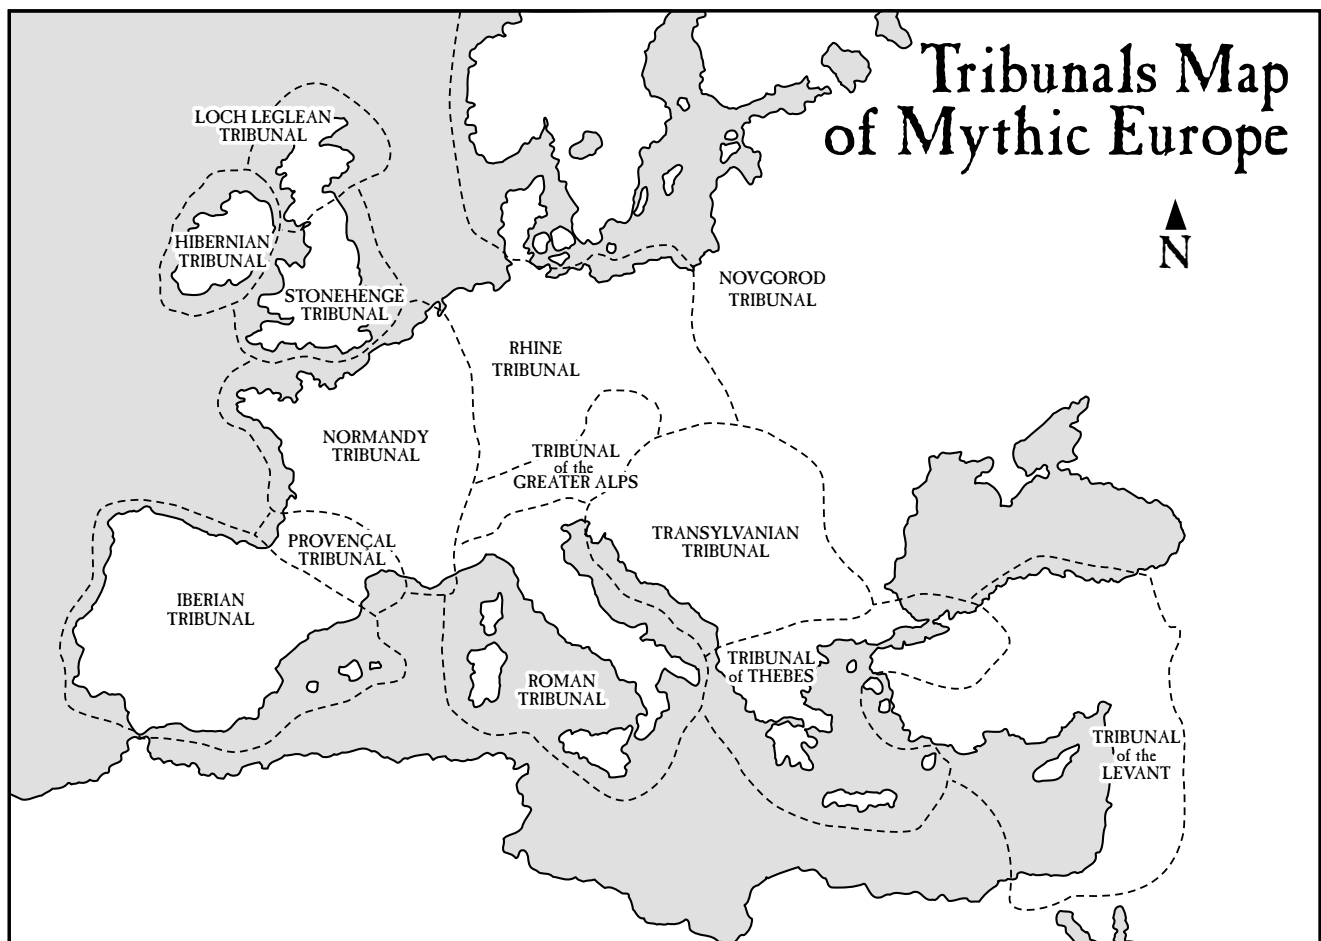 Tribunals Map
of Mythic Europe
N
LOCH LEGLEAN
TRIBUNAL
HIBERNIAN
TRIBUNAL
STONEHENGE
TRIBUNAL
NOVGOROD
TRIBUNAL
RHINE
TRIBUNAL
NORMANDY
TRIBUNAL
TRIBUNAL
of the
GREATER ALPS
PROVENÇAL
TRIBUNAL
TRANSYLVANIAN
TRIBUNAL
IBERIAN
TRIBUNAL
ROMAN
TRIBUNAL
TRIBUNAL
of THEBES
TRIBUNAL
of the
LEVANT